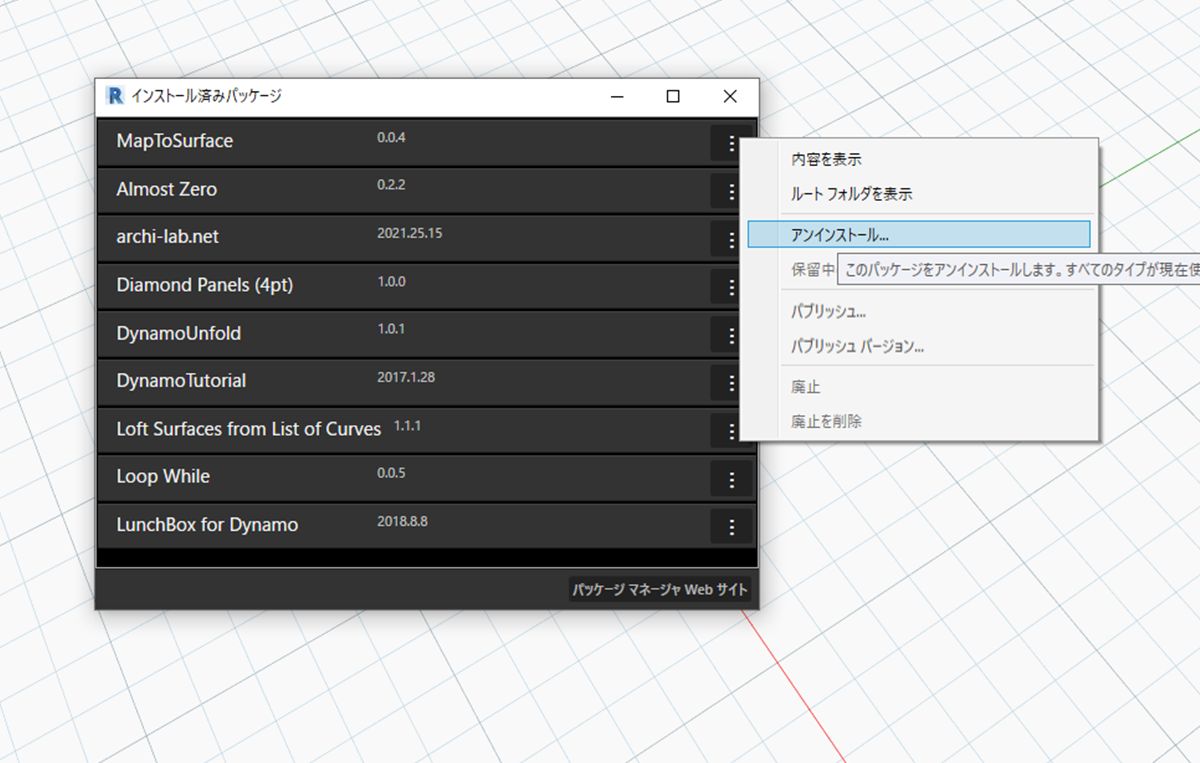 R インストール済みパッケージ
MapToSurface 0.0.4
Almost Zero 0.2.2
archi-lab.net 2021.25.15
Diamond Panels (4pt) 1.0.0
DynamoUnfold 1.0.1
DynamoTutorial 2017.1.28
Loft Surfaces from List of Curves 1.1.1
Loop While 0.0.5
LunchBox for Dynamo 2018.8.8
パッケージ マネージャ Web サイト
内容を表示
ルート フォルダを表示
アンインストール...
保留中
このパッケージをアンインストールします。すべてのタイプが現在使
パブリッシュ...
パブリッシュ バージョン...
廃止
廃止を削除